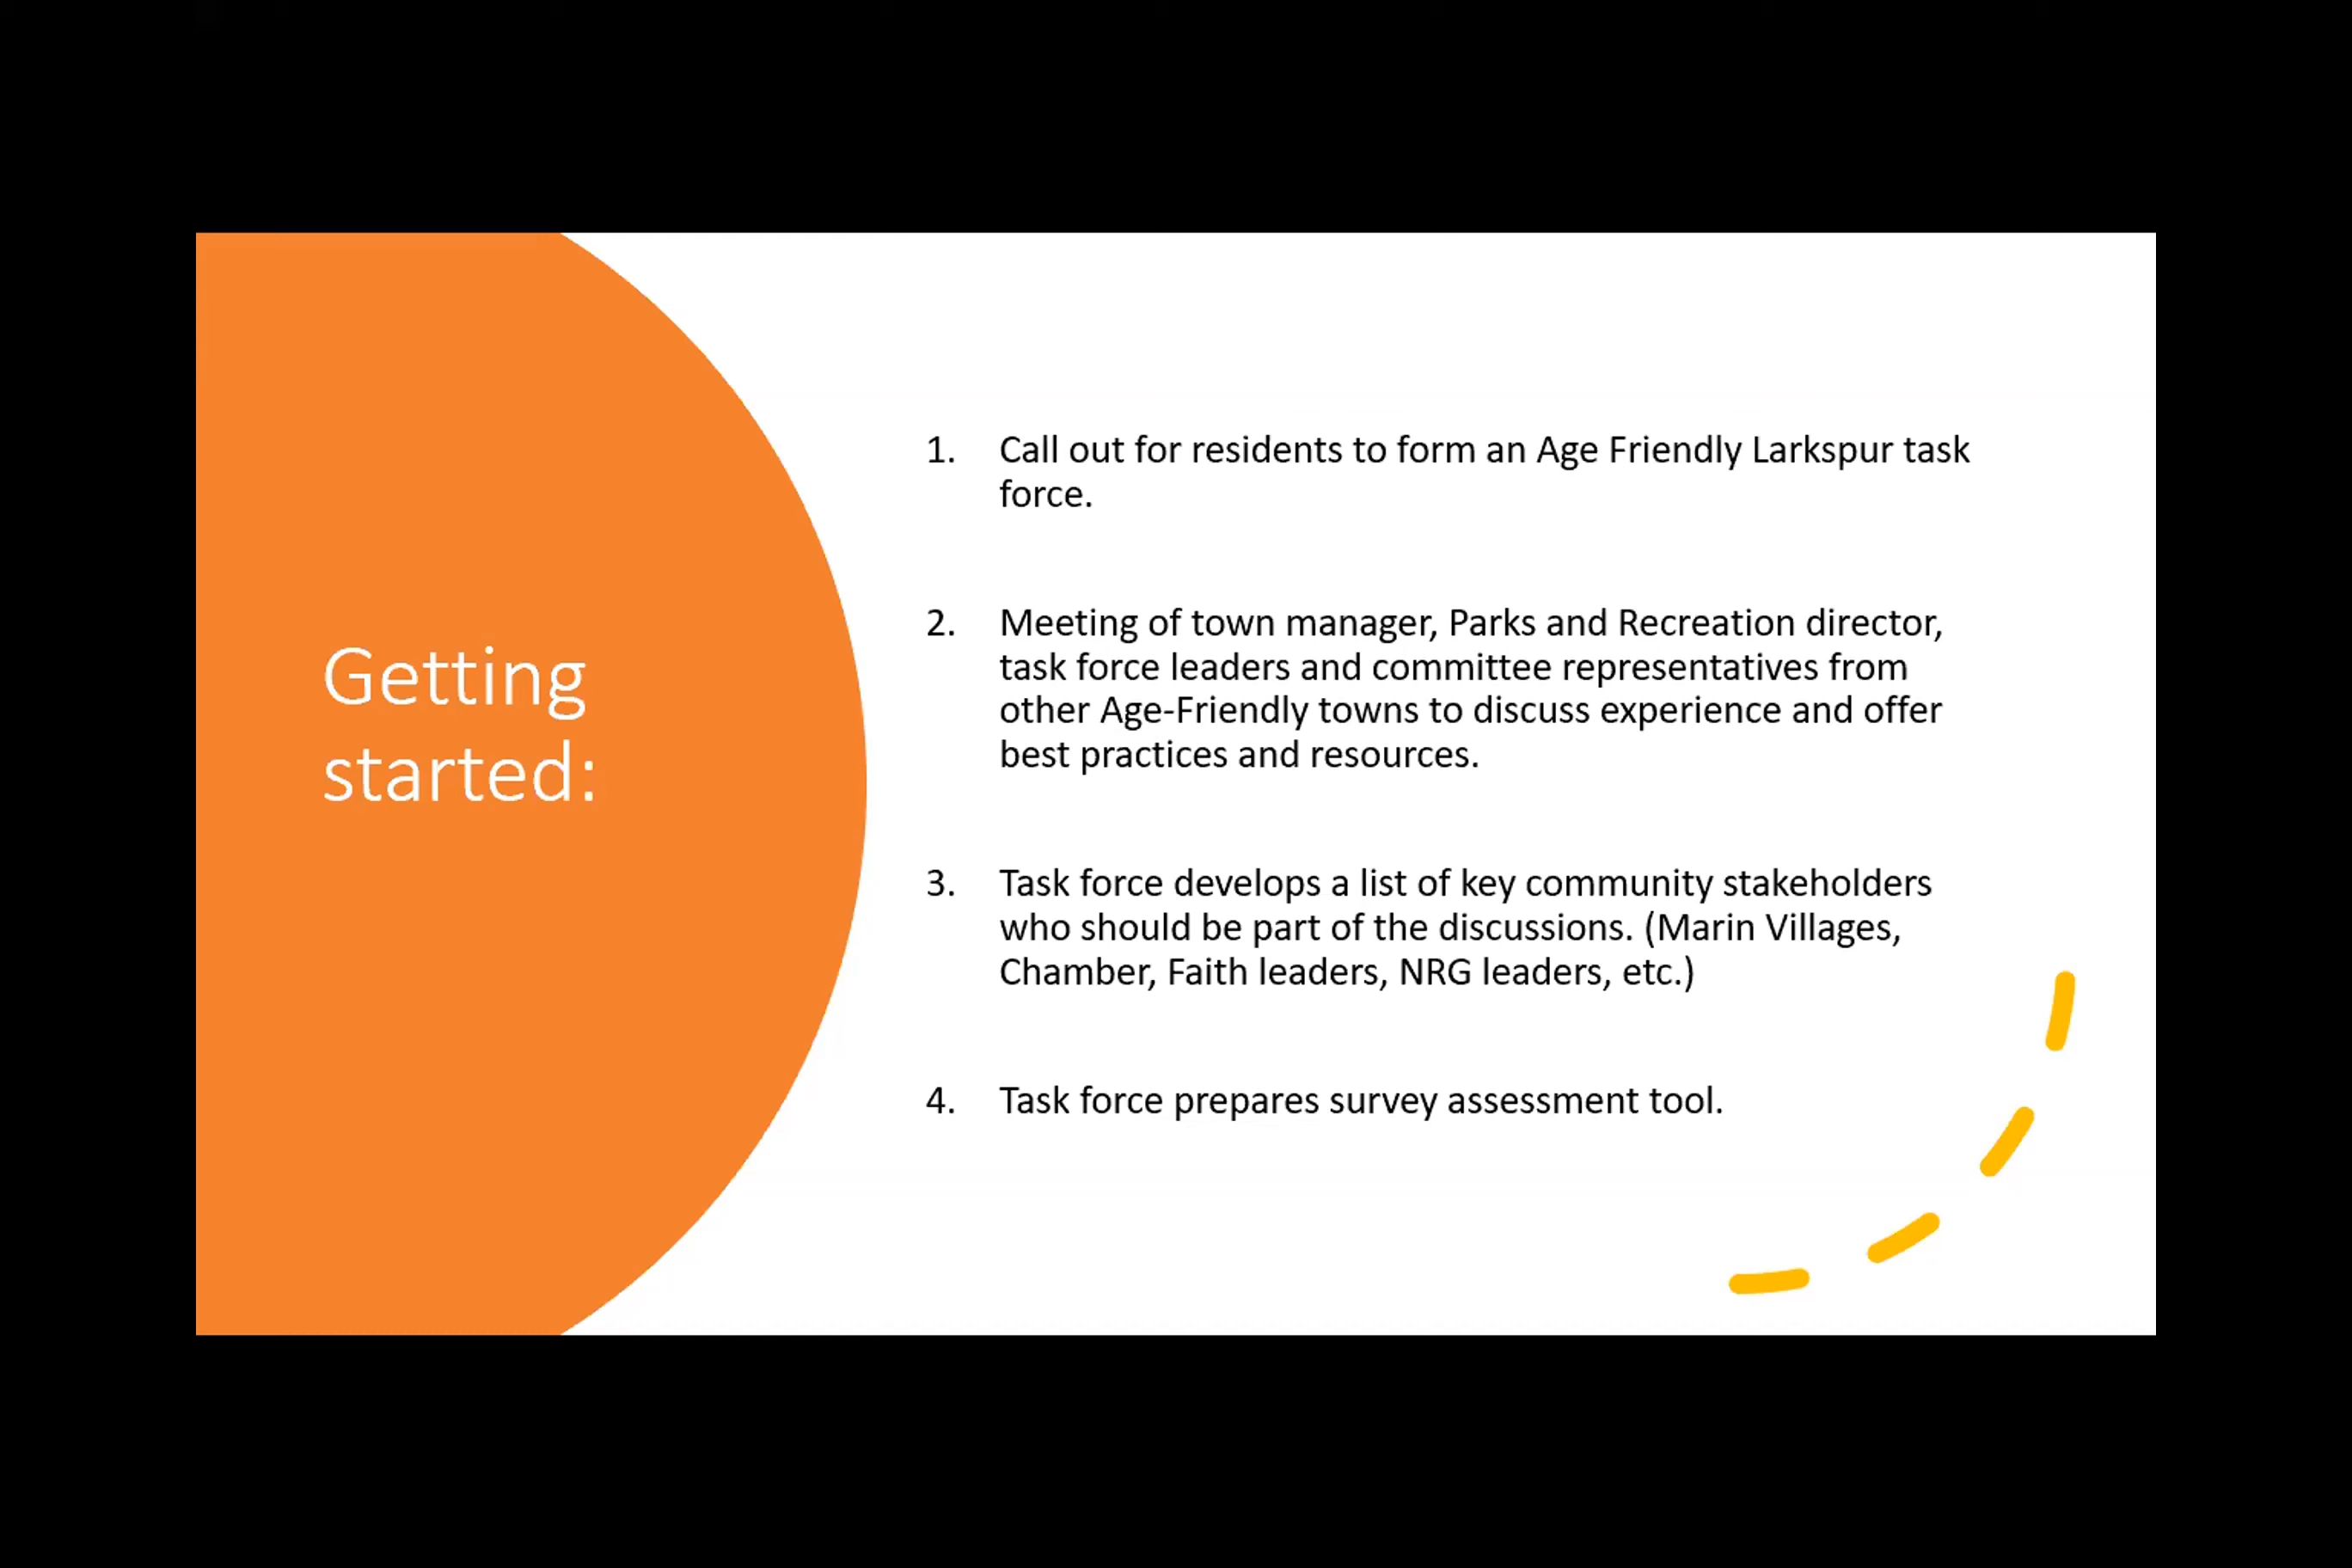 Getting
started:
1. Call out for residents to form an Age Friendly Larkspur task
force.
2. Meeting of town manager, Parks and Recreation director,
task force leaders and committee representatives from
other Age-Friendly towns to discuss experience and offer
best practices and resources.
3. Task force develops a list of key community stakeholders
who should be part of the discussions. (Marin Villages,
Chamber, Faith leaders, NRG leaders, etc.)
4. Task force prepares survey assessment tool.